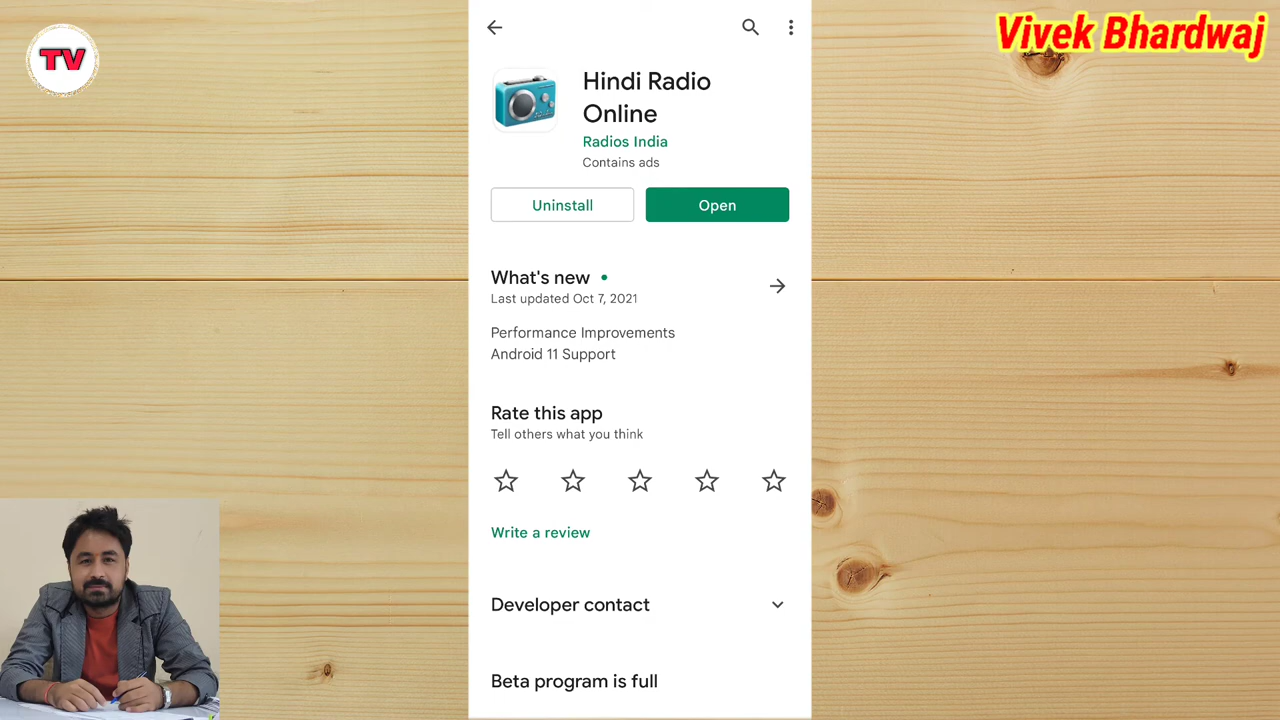 TV
Vivek Bhardwaj
Hindi Radio
Online
Radios India
Contains ads
Uninstall
Open
What's new
Last updated Oct 7, 2021
Performance Improvements
Android 11 Support
Rate this app
Tell others what you think
Write a review
Developer contact
Beta program is full